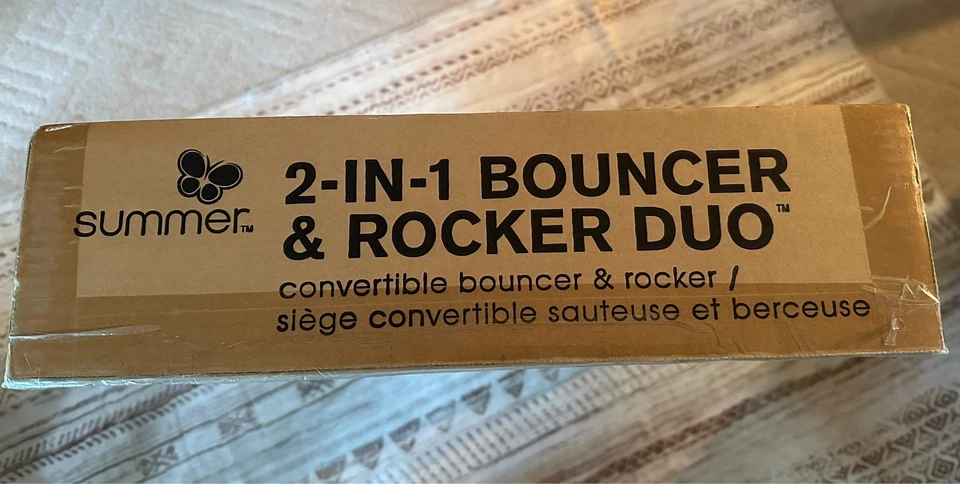 summer™
2-IN-1 BOUNCER
& ROCKER DUO™
convertible bouncer & rocker /
siège convertible sauteuse et berceuse